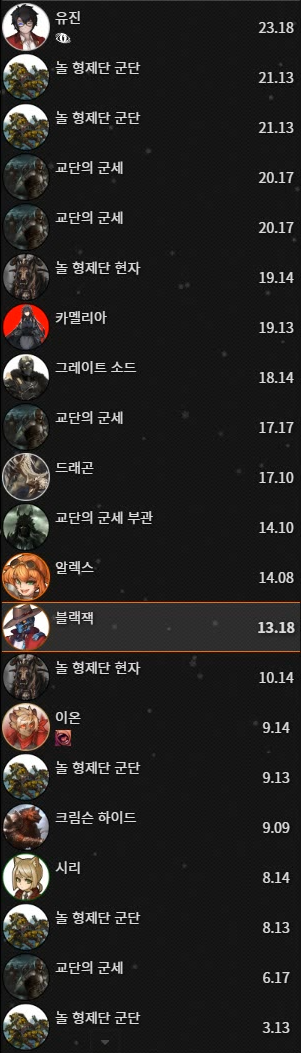 유진
23.18
놀 형제단 군단
21.13
놀 형제단 군단
21.13
교단의 군세
20.17
교단의 군세
20.17
놀 형제단 현자
19.14
카멜리아
19.13
그레이트 소드
18.14
교단의 군세
17.17
드래곤
17.10
교단의 군세 부관
14.10
알렉스
14.08
블랙잭
13.18
놀 형제단 현자
10.14
이온
9.14
놀 형제단 군단
9.13
크림슨 하이드
9.09
시리
8.14
놀 형제단 군단
8.13
교단의 군세
6.17
놀 형제단 군단
3.13